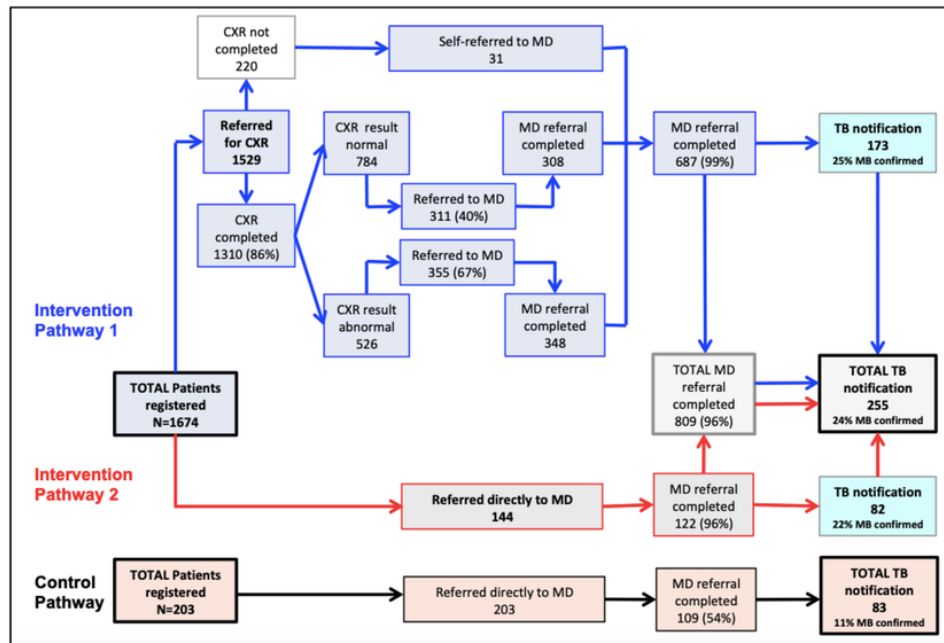 CXR not
completed
220
Self-referred to MD
31
Referred
for CXR
1529
CXR result
normal
784
MD referral
completed
308
MD referral
completed
687 (99%)
TB notification
173
25% MB confirmed
Referred to MD
311 (40%)
CXR
completed
1310 (86%)
Referred to MD
355 (67%)
CXR result
abnormal
526
MD referral
completed
348
Intervention
Pathway 1
TOTAL Patients
registered
N=1674
TOTAL MD
referral
completed
809 (96%)
TOTAL TB
notification
255
24% MB confirmed
Intervention
Pathway 2
Referred directly to MD
144
MD referral
completed
122 (96%)
TB notification
82
22% MB confirmed
Control
Pathway
TOTAL Patients
registered
N=203
Referred directly to MD
203
MD referral
completed
109 (54%)
TOTAL TB
notification
83
11% MB confirmed